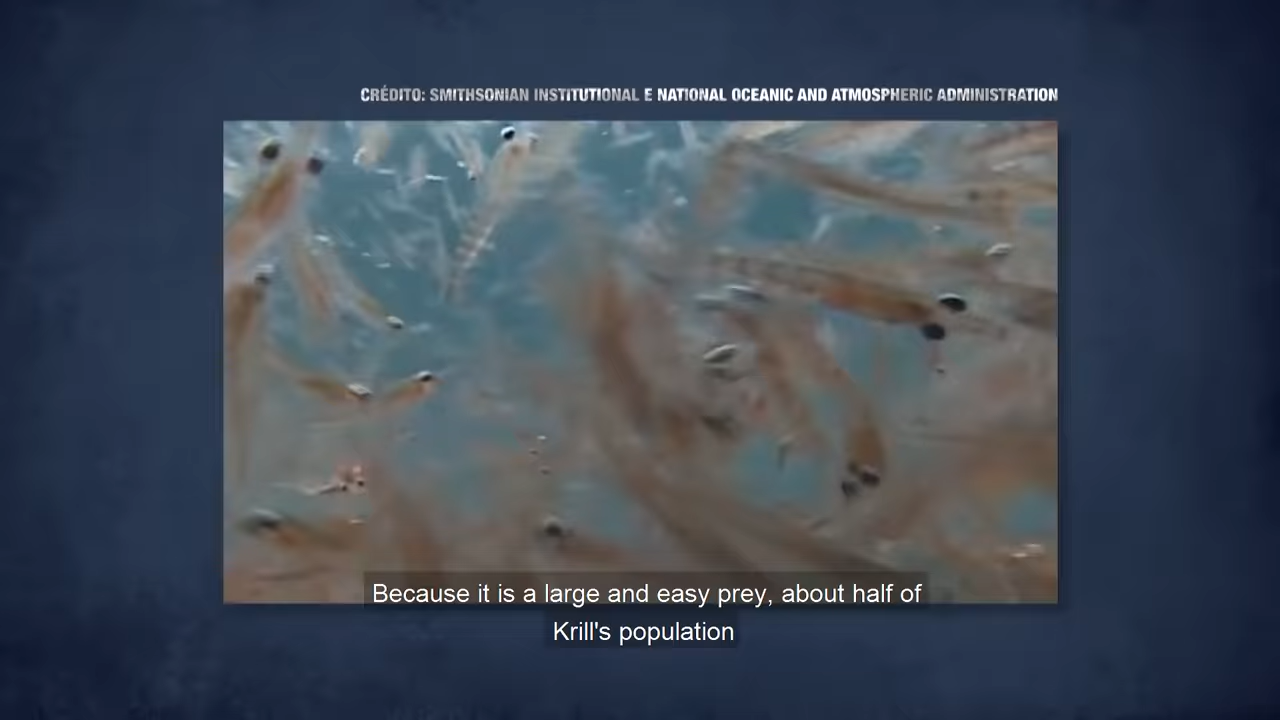 CRÉDITO: SMITHSONIAN INSTITUTIONAL E NATIONAL OCEANIC AND ATMOSPHERIC ADMINISTRATION
Because it is a large and easy prey, about half of
Krill's population